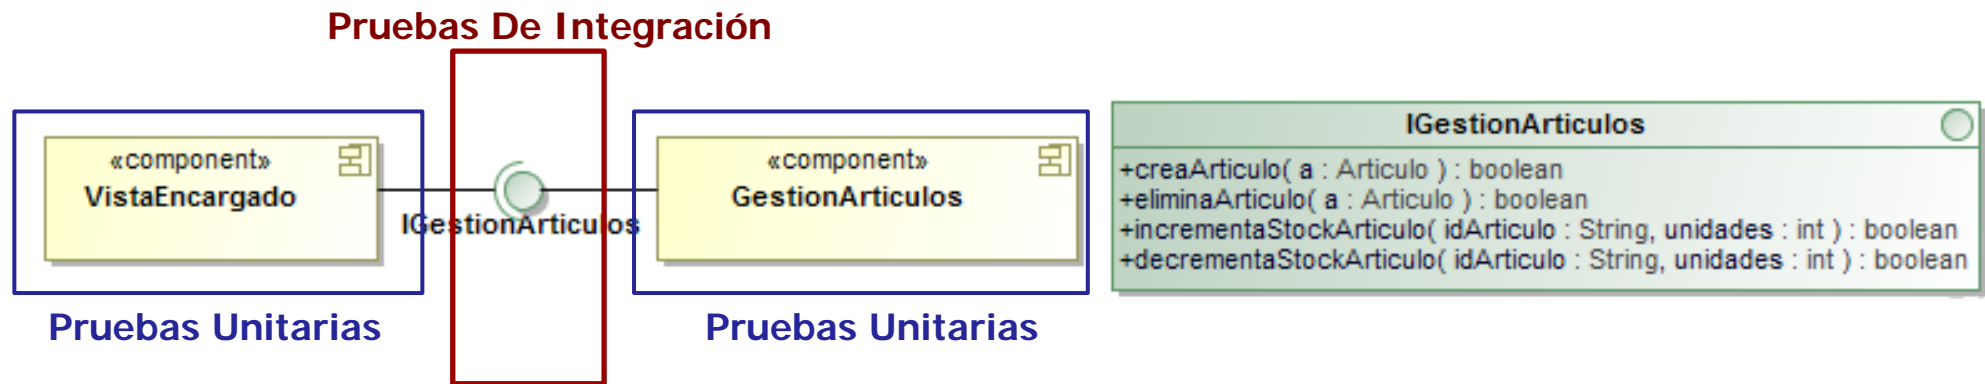 Pruebas De Integración
«component»
VistaEncargado
IGestionArticulos
«component»
GestionArticulos
Pruebas Unitarias
Pruebas Unitarias
IGestionArticulos
+creaArticulo( a : Articulo ) : boolean
+eliminaArticulo( a : Articulo ) : boolean
+incrementaStockArticulo( idArticulo : String, unidades : int ) : boolean
+decrementaStockArticulo( idArticulo : String, unidades : int ) : boolean